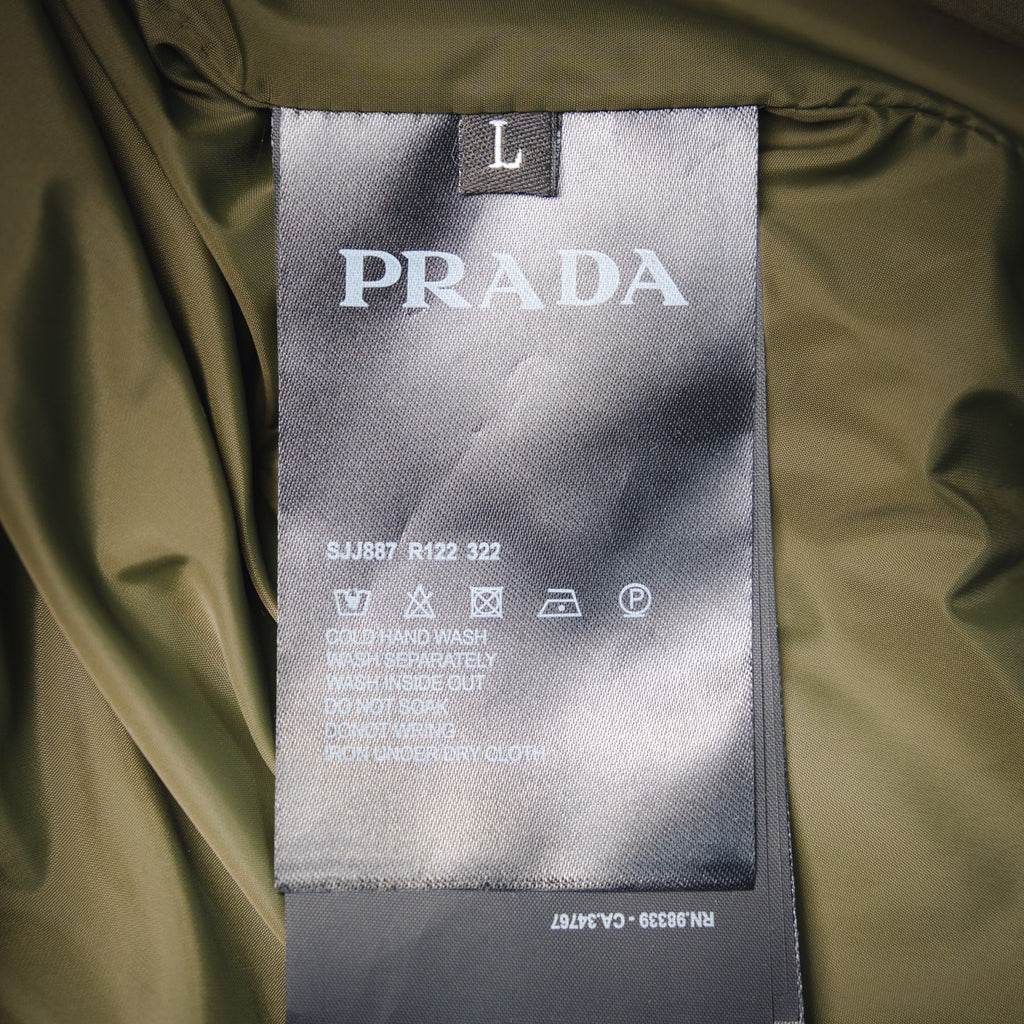 L
PRADA
SJJ887 R122 322
P
COLD HAND WASH
WASH SEPARATELY
WASH INSIDE OUT
DO NOT SOAK
DONOT WRING
IRON UNDER DRY CLOTH
RN.98339 - CA.34767